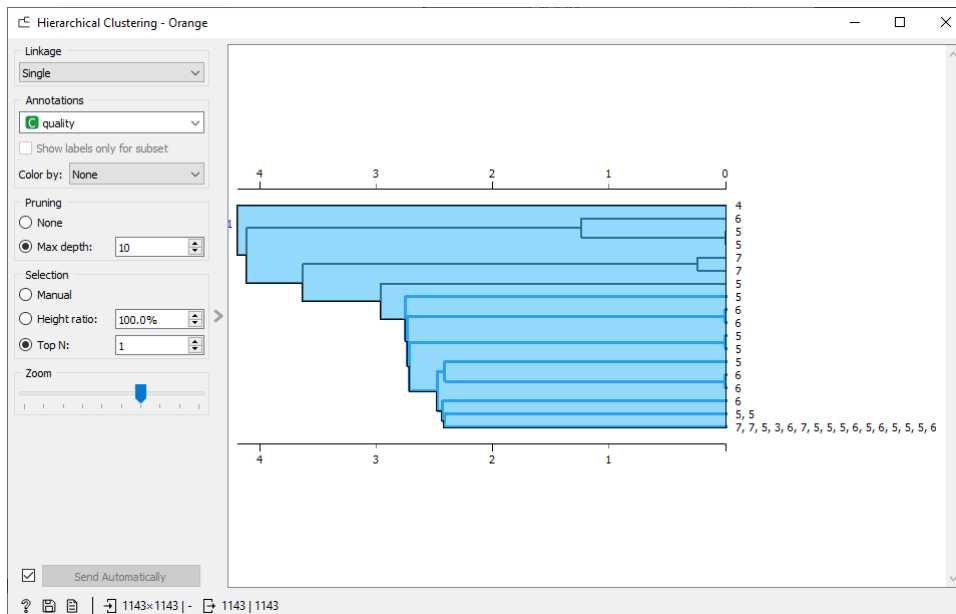 Hierarchical Clustering - Orange
Linkage
Single
Annotations
C quality
Show labels only for subset
Color by: None
Pruning
None
Max depth: 10
Selection
Manual
Height ratio: 100.0%
Top N: 1
Zoom
Send Automatically
? 1143×1143 | - 1143 | 1143
4 3 2 1 0
1
4
6
5
5
7
7
5
5
6
6
5
5
5
6
6
6
5, 5
7, 7, 5, 3, 6, 7, 5, 5, 5, 6, 5, 6, 5, 5, 5, 6
4 3 2 1